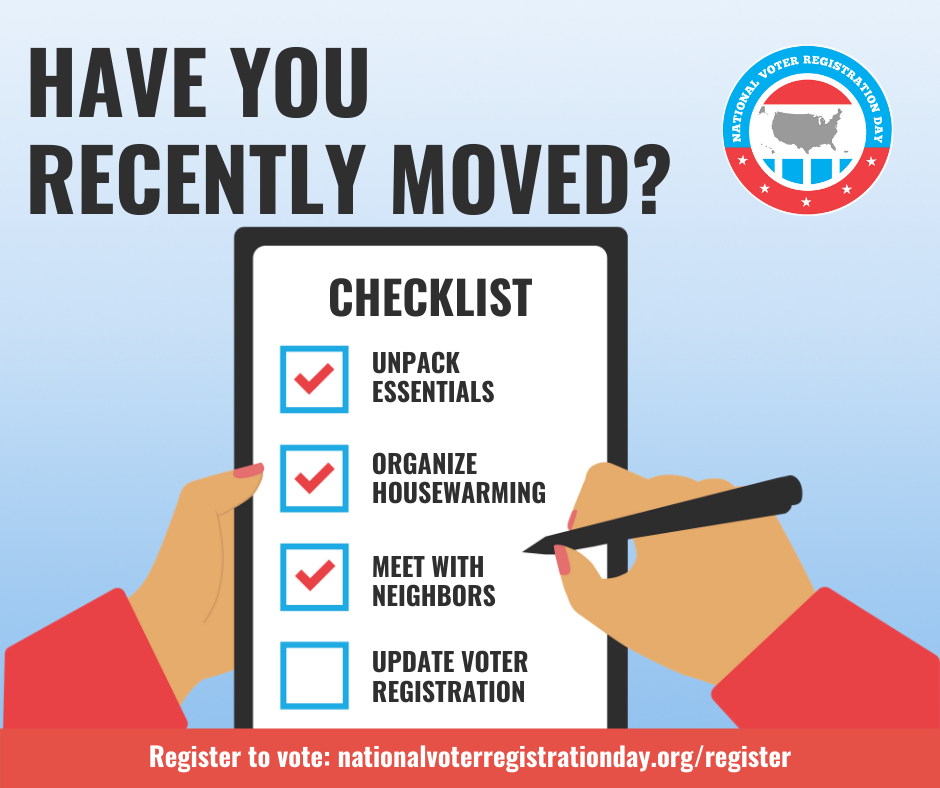 HAVE YOU
RECENTLY MOVED?
NATIONAL VOTER REGISTRATION DAY
CHECKLIST
UNPACK
ESSENTIALS
ORGANIZE
HOUSEWARMING
MEET WITH
NEIGHBORS
UPDATE VOTER
REGISTRATION
Register to vote: nationalvoterregistrationday.org/register